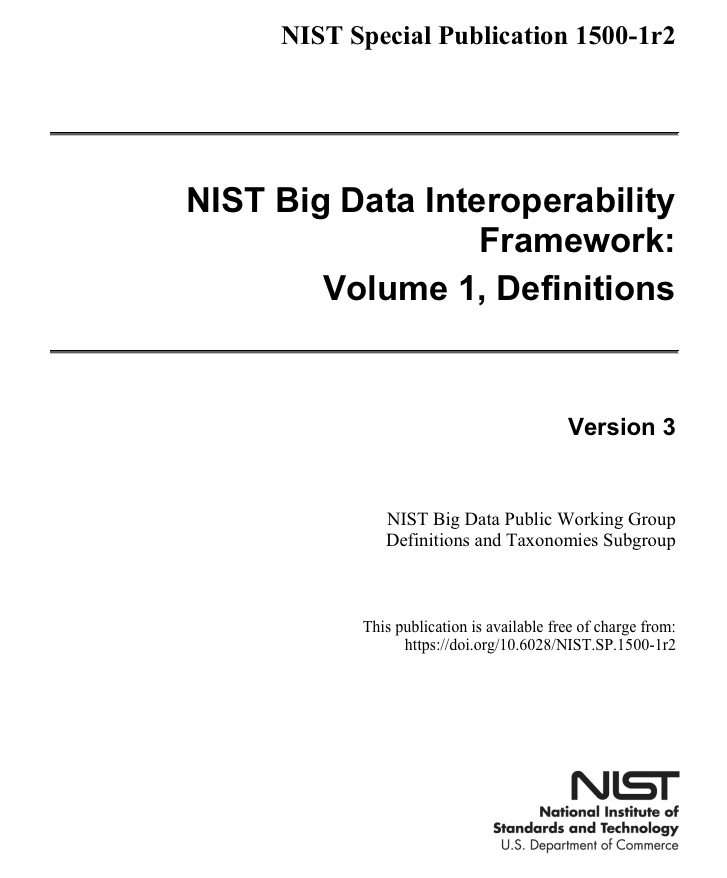 NIST Special Publication 1500-1r2
NIST Big Data Interoperability
Framework:
Volume 1, Definitions
Version 3
NIST Big Data Public Working Group
Definitions and Taxonomies Subgroup
This publication is available free of charge from:
https://doi.org/10.6028/NIST.SP.1500-1r2
NIST
National Institute of
Standards and Technology
U.S. Department of Commerce